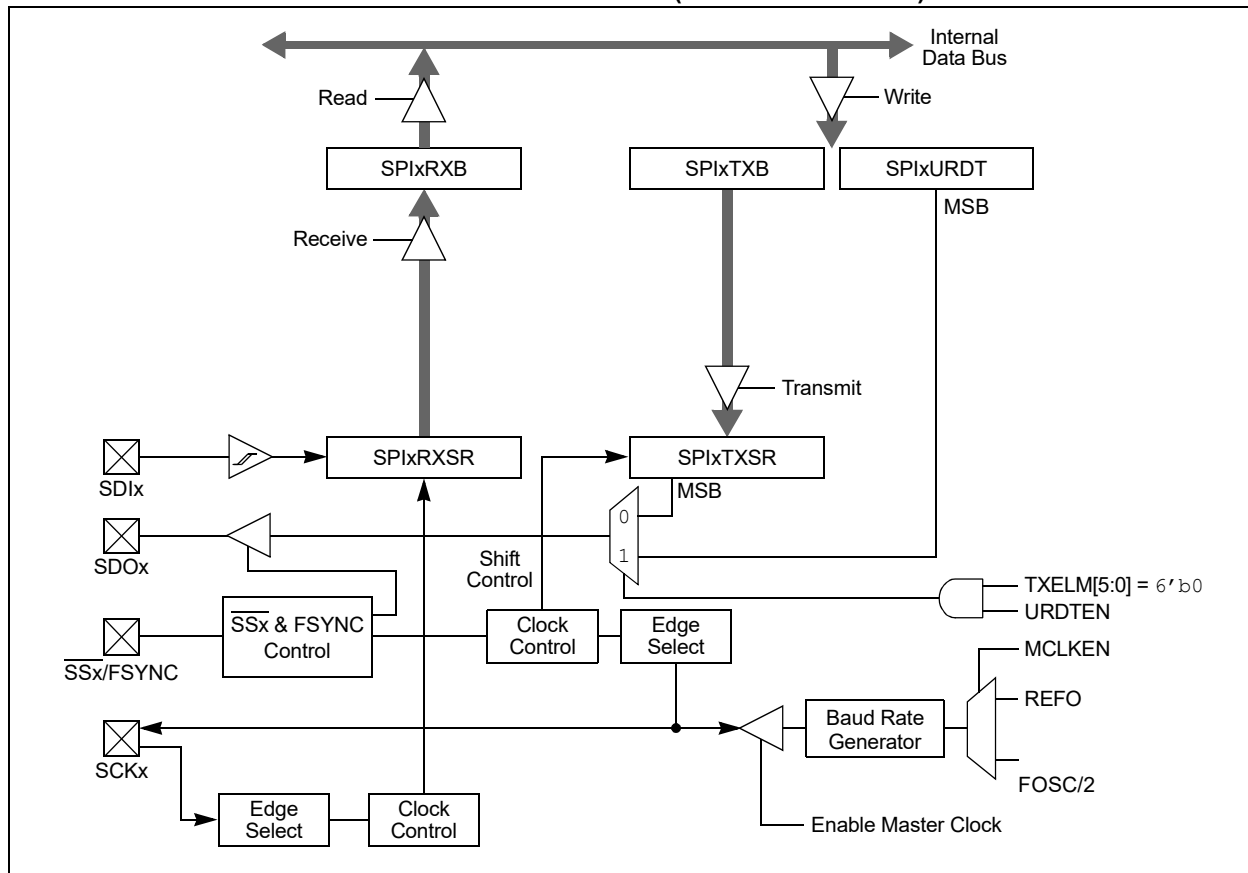 Internal
Data Bus
Read
Write
SPIxRXB
SPIxTXB
SPIxURDT
MSB
Receive
Transmit
SPIxRXSR
SPIxTXSR
SDIx
MSB
0
SDOx
1
Shift
Control
TXELM[5:0] = 6'b0
URDTEN
SSx & FSYNC
Control
Clock
Control
Edge
Select
SSx/FSYNC
MCLKEN
REFO
Baud Rate
Generator
SCKx
FOSC/2
Edge
Select
Clock
Control
Enable Master Clock